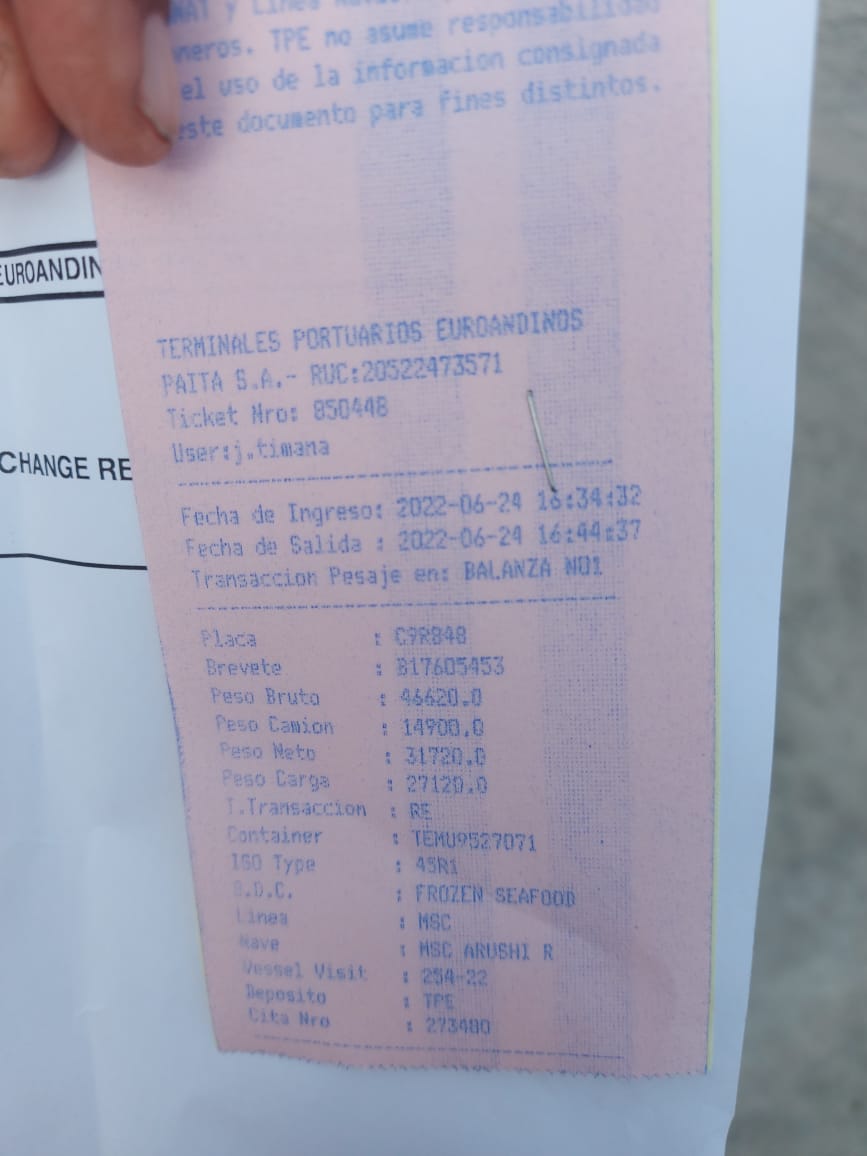 y Linea
neros. TPE no asume responsabilidad
el uso de la informacion consignada
este documento para fines distintos.
EUROANDIN
CHANGE RE
TERMINALES PORTUARIOS EUROANDINOS
PAITA S.A.- RUC:20522473571
Ticket Nro: 850448
User:j.timana
Fecha de Ingreso: 2022-06-24 16:34:32
Fecha de Salida : 2022-06-24 16:44:37
Transaccion Pesaje en: BALANZA NO1
Placa : C9R848
Brevete : B17605453
Peso Bruto : 46620.0
Peso Camion : 14900.0
Peso Neto : 31720.0
Peso Carga : 27120.0
T.Transaccion : RE
Container : TEMU9527071
ISO Type : 45R1
B.D.C. : FROZEN SEAFOOD
Linea : MSC
Nave : MSC ARUSHI R
Vessel Visit : 254-22
Deposito : TPE
Cita Nro : 273480